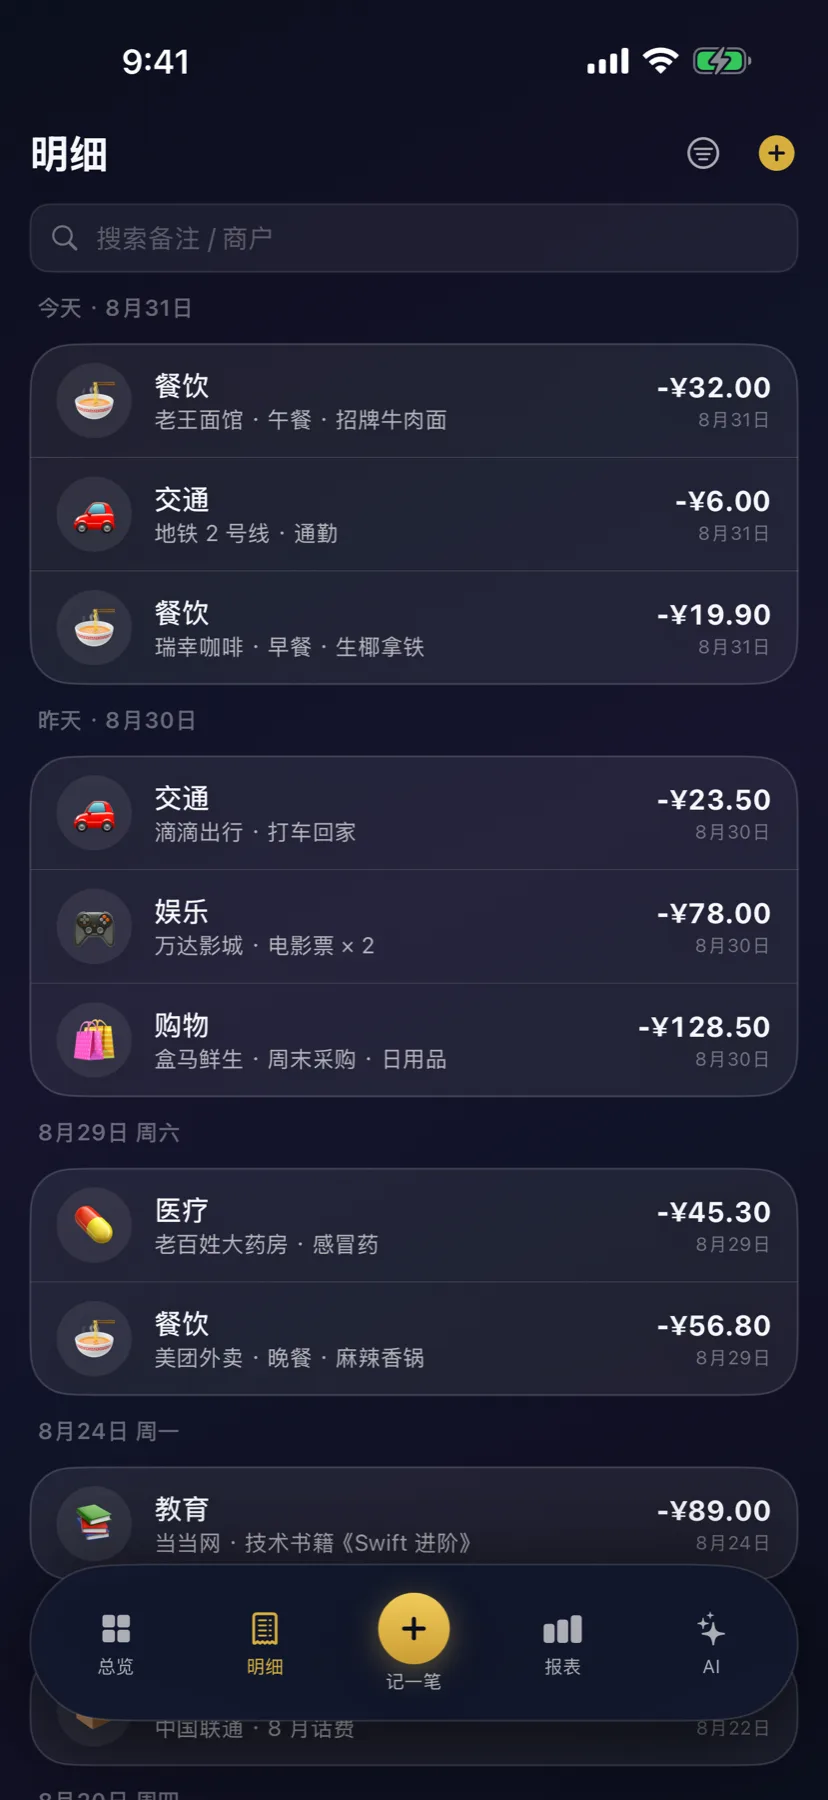 9:41
明细
搜索备注 / 商户
今天 · 8月31日
餐饮
-¥32.00
老王面馆 · 午餐 · 招牌牛肉面
8月31日
交通
-¥6.00
地铁 2 号线 · 通勤
8月31日
餐饮
-¥19.90
瑞幸咖啡 · 早餐 · 生椰拿铁
8月31日
昨天 · 8月30日
交通
-¥23.50
滴滴出行 · 打车回家
8月30日
娱乐
-¥78.00
万达影城 · 电影票 × 2
8月30日
购物
-¥128.50
盒马鲜生 · 周末采购 · 日用品
8月30日
8月29日 周六
医疗
-¥45.30
老百姓大药房 · 感冒药
8月29日
餐饮
-¥56.80
美团外卖 · 晚餐 · 麻辣香锅
8月29日
8月24日 周一
教育
-¥89.00
当当网 · 技术书籍《Swift 进阶》
8月24日
总览
明细
记一笔
报表
AI
中国联通 · 8 月话费
8月22日
8月20日 周四